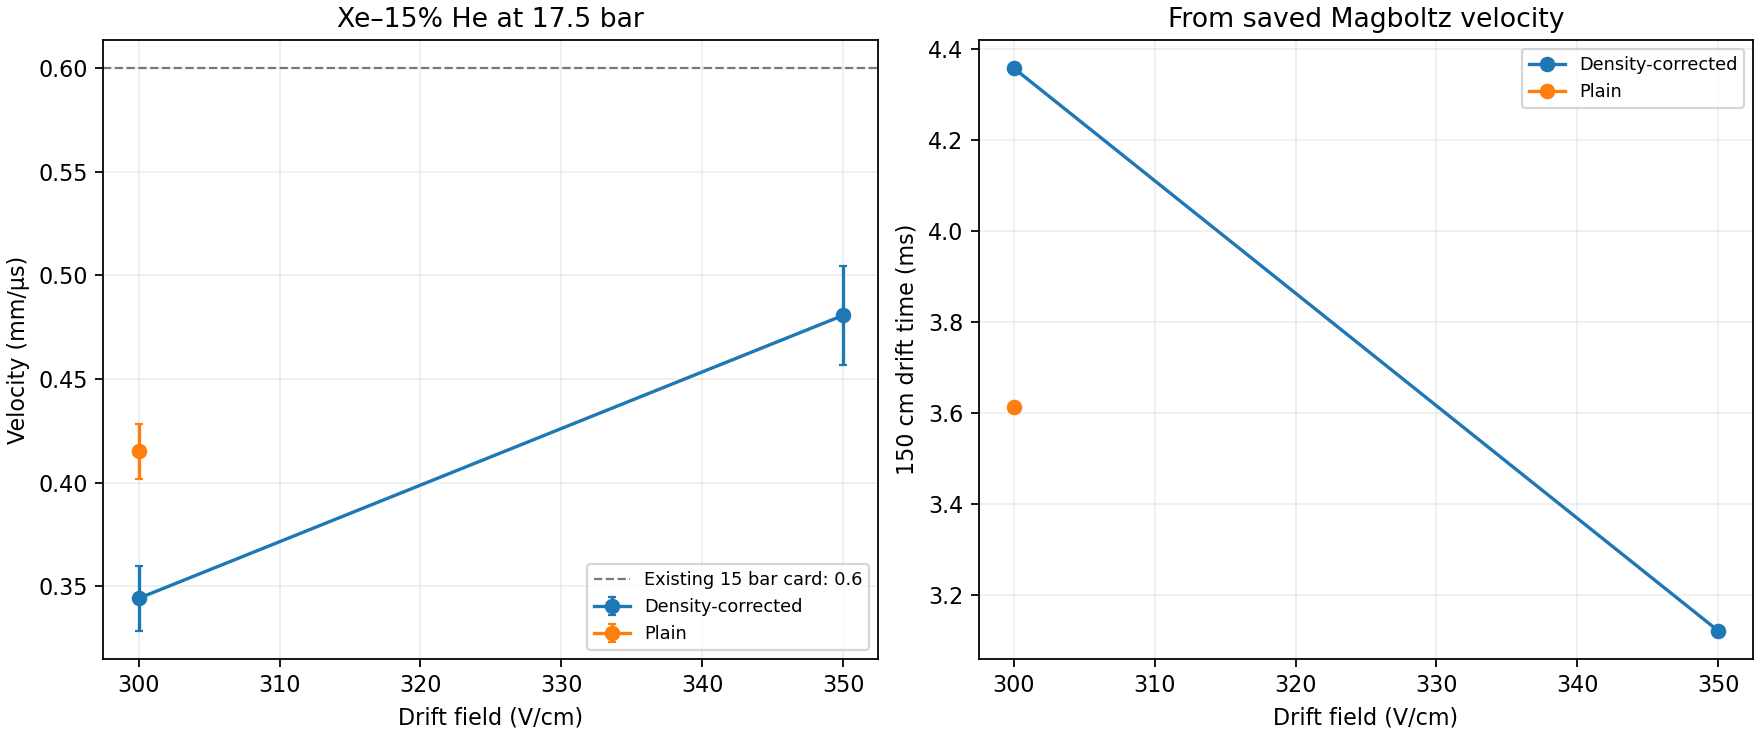 Xe–15% He at 17.5 bar
Velocity (mm/μs)
0.60
0.55
0.50
0.45
0.40
0.35
300
310
320
330
340
350
Drift field (V/cm)
Existing 15 bar card: 0.6
Density-corrected
Plain
From saved Magboltz velocity
150 cm drift time (ms)
4.4
4.2
4.0
3.8
3.6
3.4
3.2
300
310
320
330
340
350
Drift field (V/cm)
Density-corrected
Plain